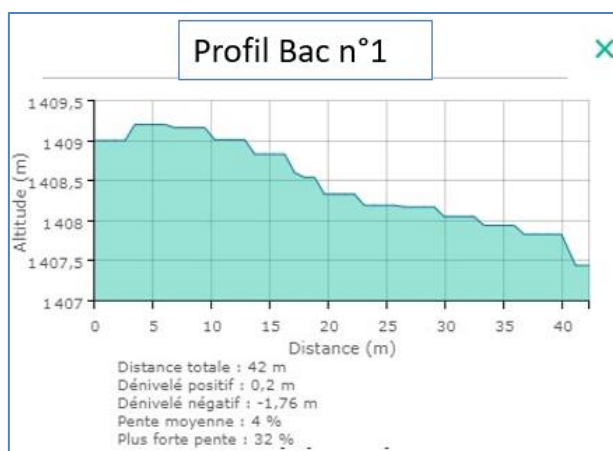 Profil Bac n°1
1 409,5
1 409
1 408,5
1 408
1 407,5
1 407
Altitude (m)
0 5 10 15 20 25 30 35 40
Distance (m)
Distance totale : 42 m
Dénivelé positif : 0,2 m
Dénivelé négatif : -1,76 m
Pente moyenne : 4 %
Plus forte pente : 32 %